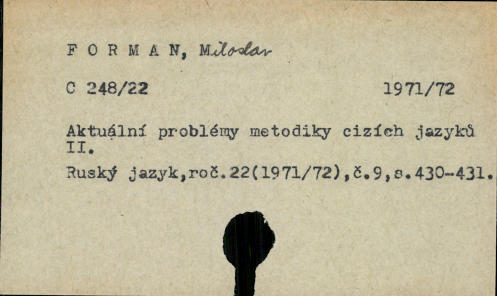 F O R M A N, Miloslav
C 248/22 1971/72
Aktuální problémy metodiky cizích jazyků
II.
Ruský jazyk,roč.22(1971/72),č.9,s.430-431.